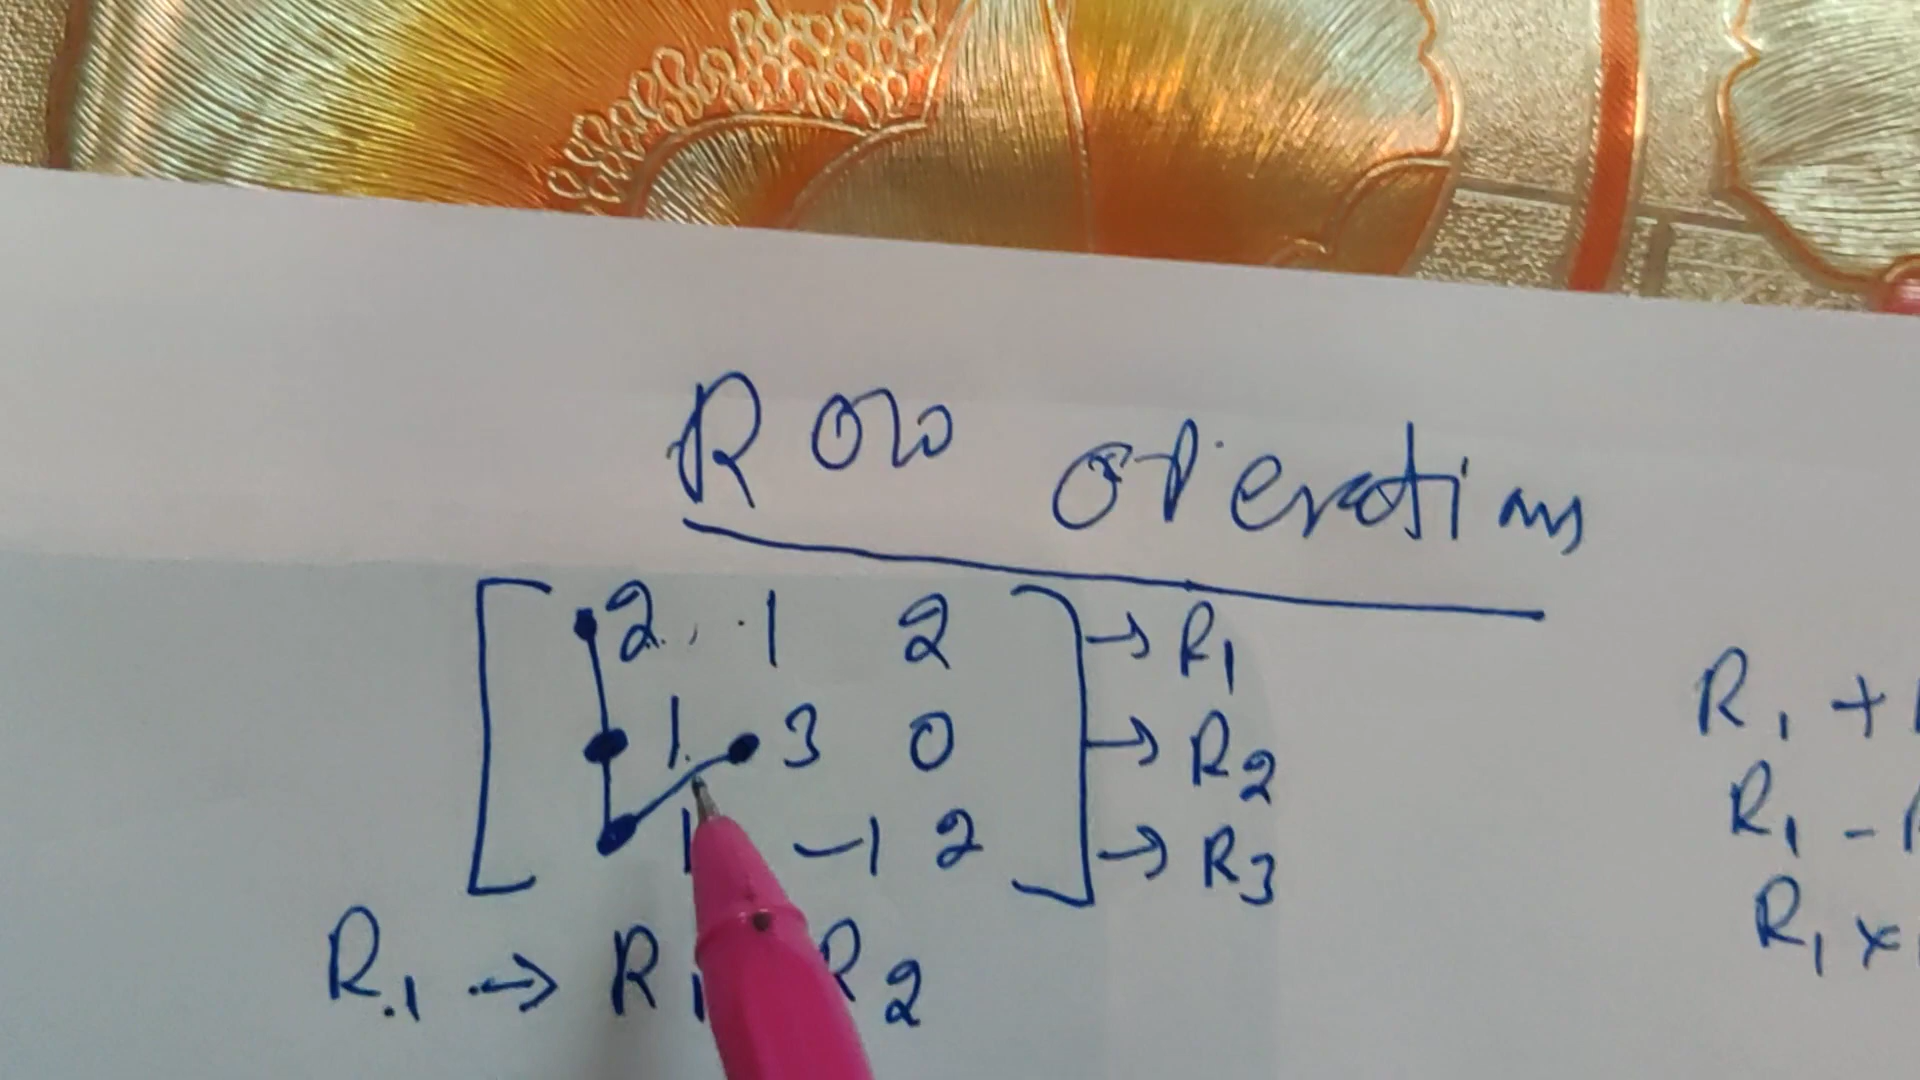 Row operations
2 1 2 → R1
1 3 0 → R2
1 -1 2 → R3
R1 → R1 R2
R1 +
R1 -
R1 ×